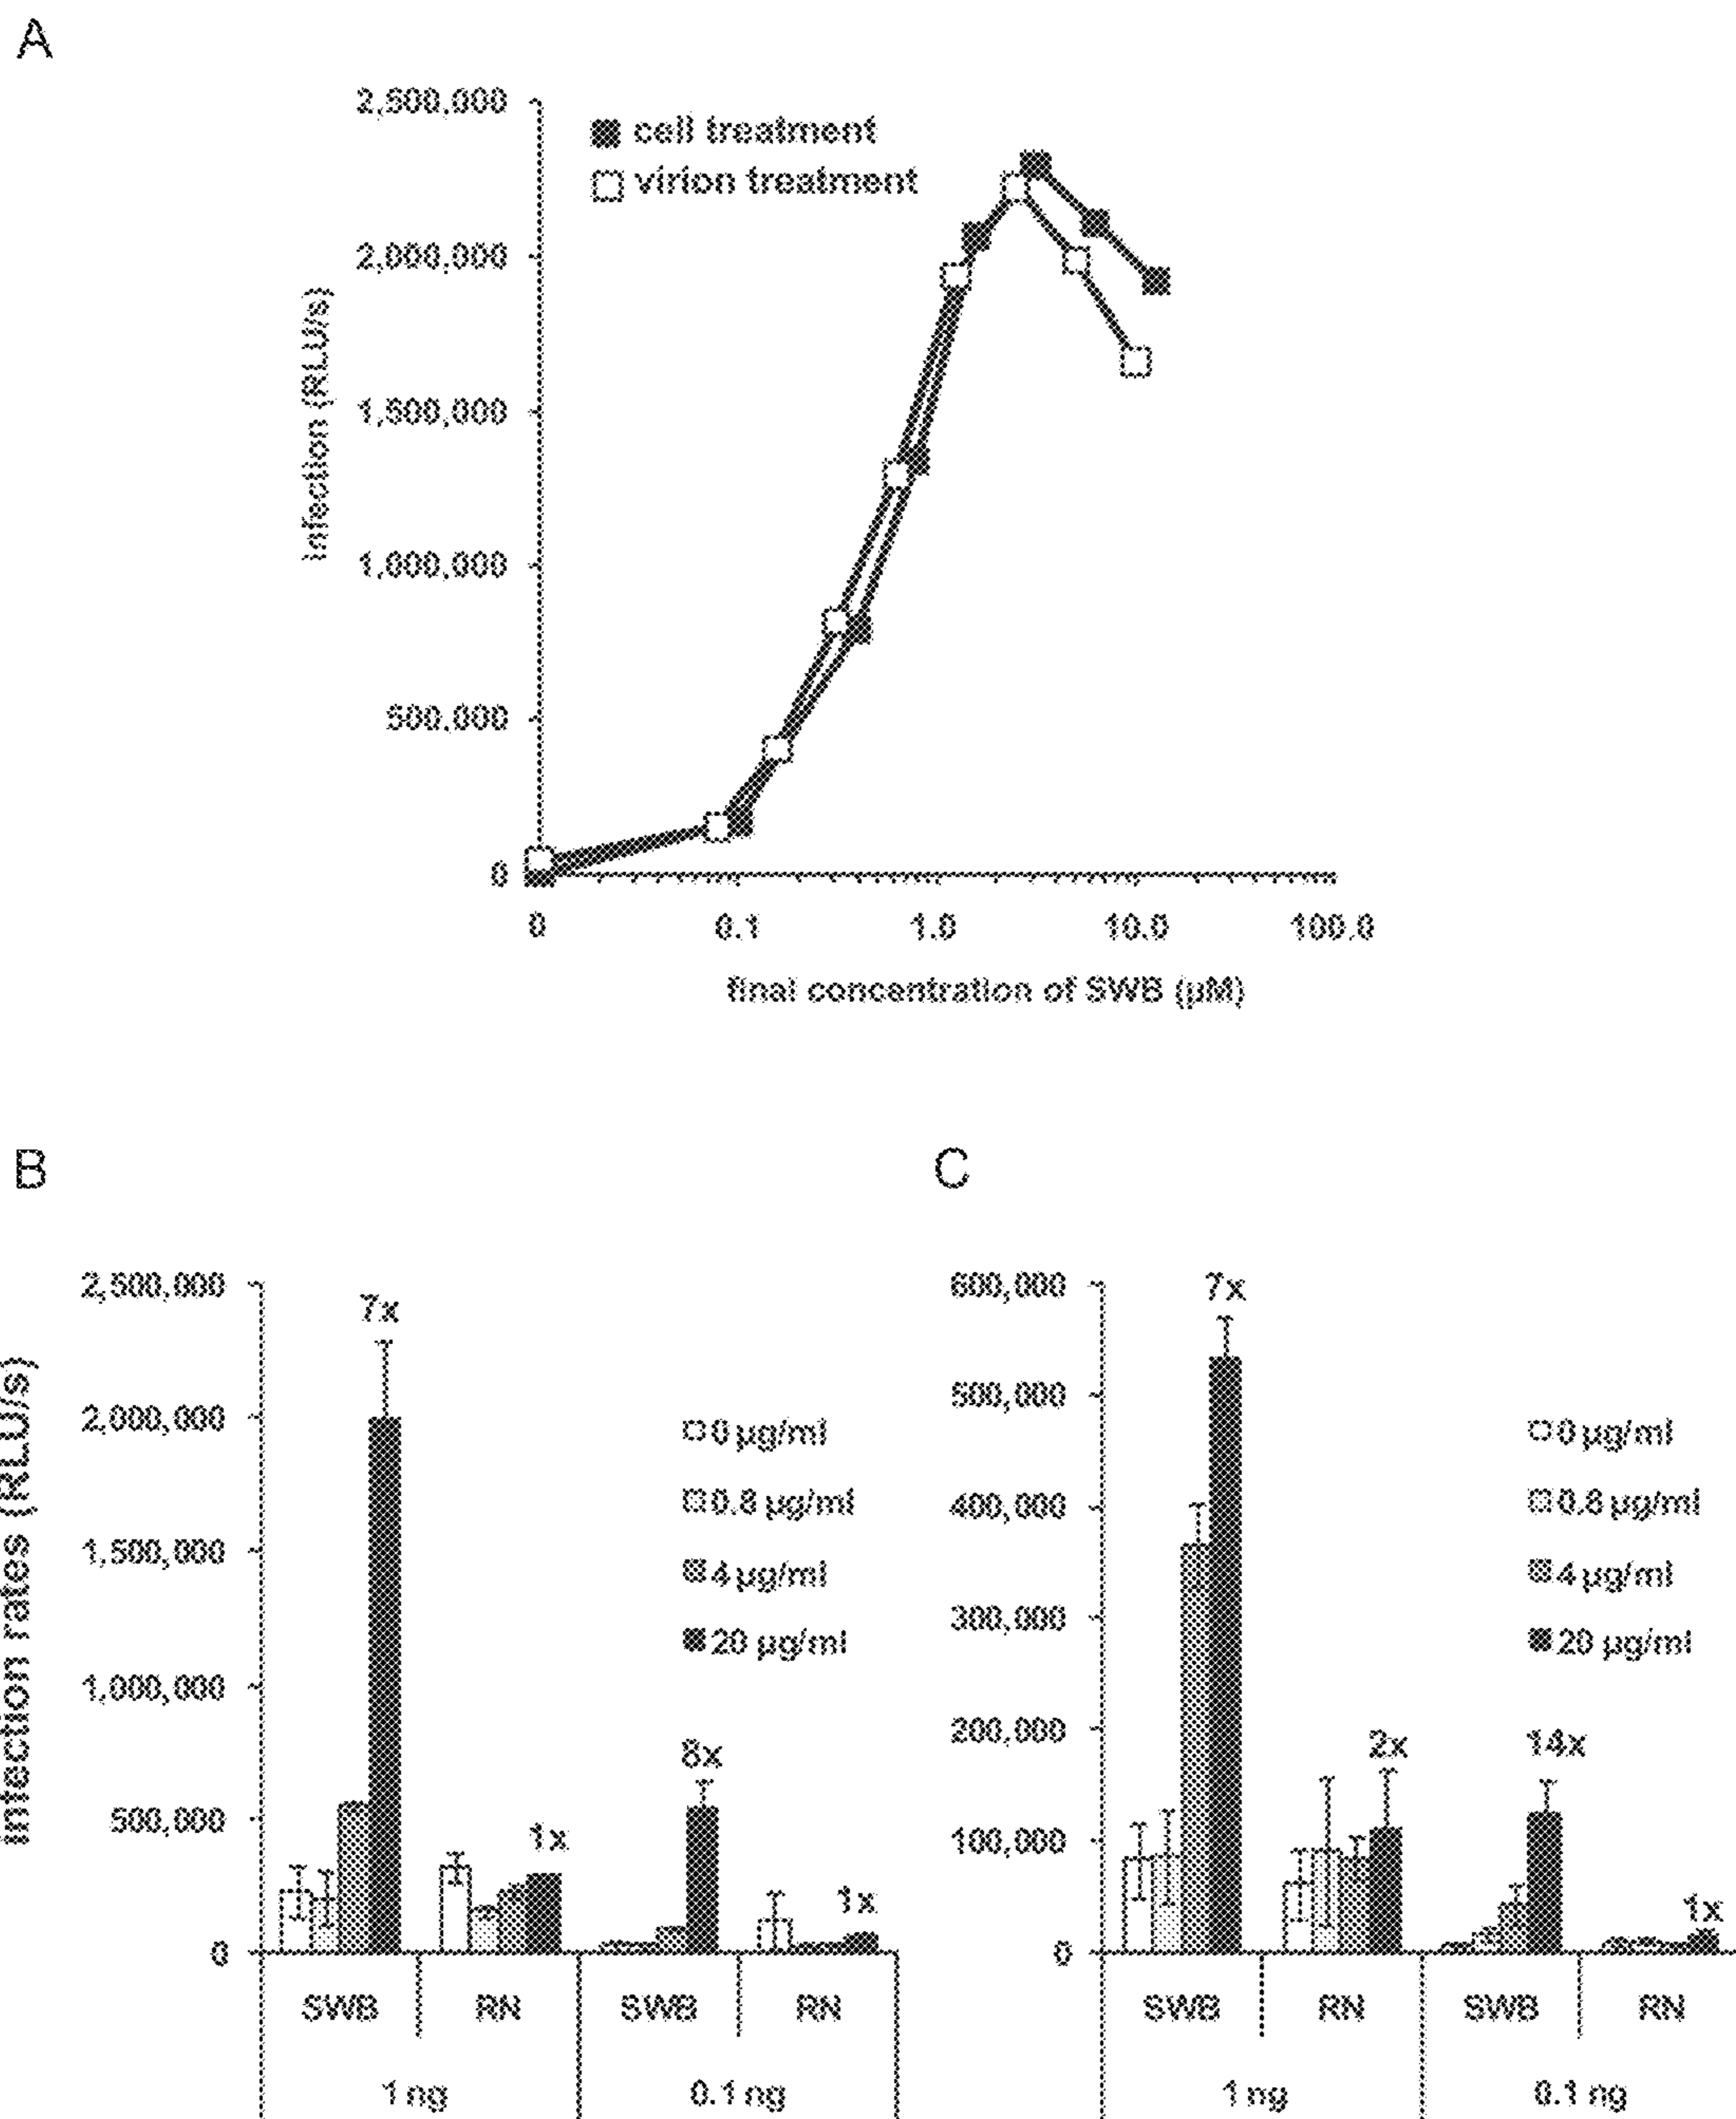 A
2,500,000
cell treatment
virion treatment
2,000,000
1,500,000
1,000,000
500,000
0
infection (RLU/s)
0 0.1 1.0 10.0 100.0
final concentration of SWB (µM)
B
2,500,000
2,000,000
1,500,000
1,000,000
500,000
0
infection rates (RLU/s)
7x
1x
8x
1x
0 µg/ml
0.8 µg/ml
4 µg/ml
20 µg/ml
SWB RN SWB RN
1 ng 0.1 ng
C
600,000
500,000
400,000
300,000
200,000
100,000
0
7x
2x
14x
1x
0 µg/ml
0.8 µg/ml
4 µg/ml
20 µg/ml
SWB RN SWB RN
1 ng 0.1 ng